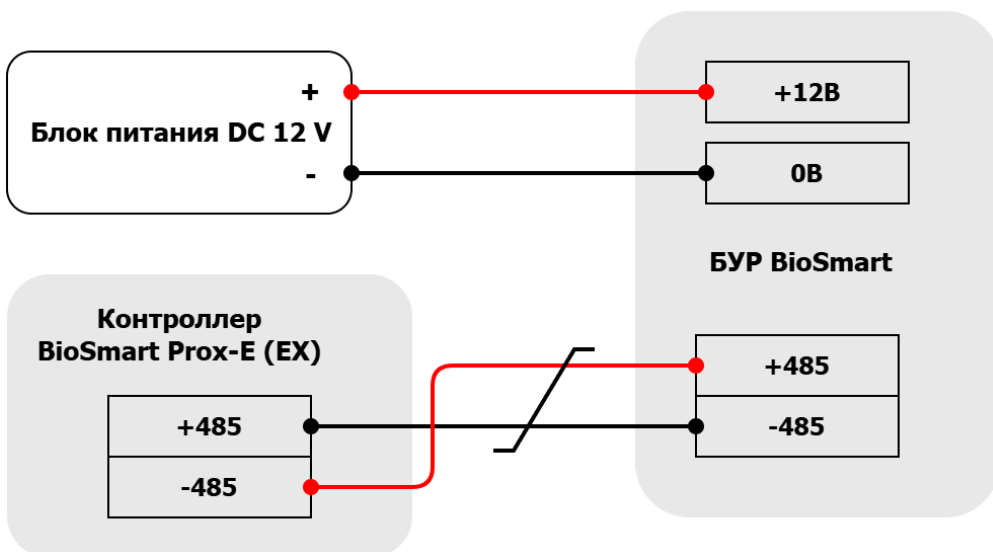 +
+12В
Блок питания DC 12 V
-
0В
БУР BioSmart
Контроллер
BioSmart Prox-E (EX)
+485
-485
+485
-485